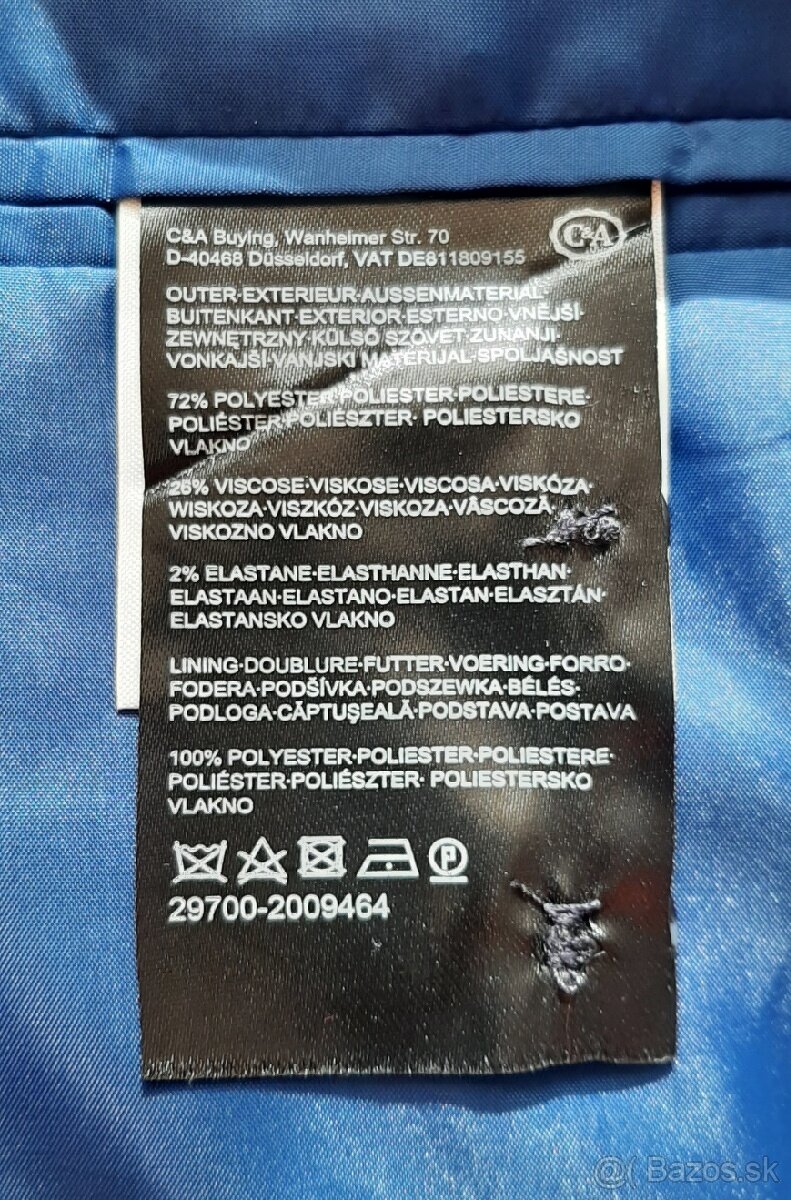 C&A Buying, Wanheimer Str. 70
D-40468 Düsseldorf, VAT DE811809155
C&A
OUTER·EXTERIEUR·AUSSENMATERIAL·
BUITENKANT·EXTERIOR·ESTERNO·VNĚJŠÍ·
ZEWNĘTRZNY·KÜLSŐ SZÖVET·ZUNANJI·
VONKAJŠÍ·VANJSKI MATERIJAL·SPOLJAŠNOST
72% POLYESTER·POLIESTER·POLIESTERE·
POLIÉSTER·POLIESZTER· POLIESTERSKO
VLAKNO
26% VISCOSE·VISKOSE·VISCOSA·VISKÓZA·
WISKOZA·VISZKÓZ·VISKOZA·VÂSCOZĂ·
VISKOZNO VLAKNO
2% ELASTANE·ELASTHANNE·ELASTHAN·
ELASTAAN·ELASTANO·ELASTAN·ELASZTÁN·
ELASTANSKO VLAKNO
LINING·DOUBLURE·FUTTER·VOERING·FORRO·
FODERA·PODŠÍVKA·PODSZEWKA·BÉLÉS·
PODLOGA·CĂPTUŞEALĂ·PODSTAVA·POSTAVA
100% POLYESTER·POLIESTER·POLIESTERE·
POLIÉSTER·POLIÉSZTER· POLIESTERSKO
VLAKNO
P
29700-2009464
@( Bazos.sk